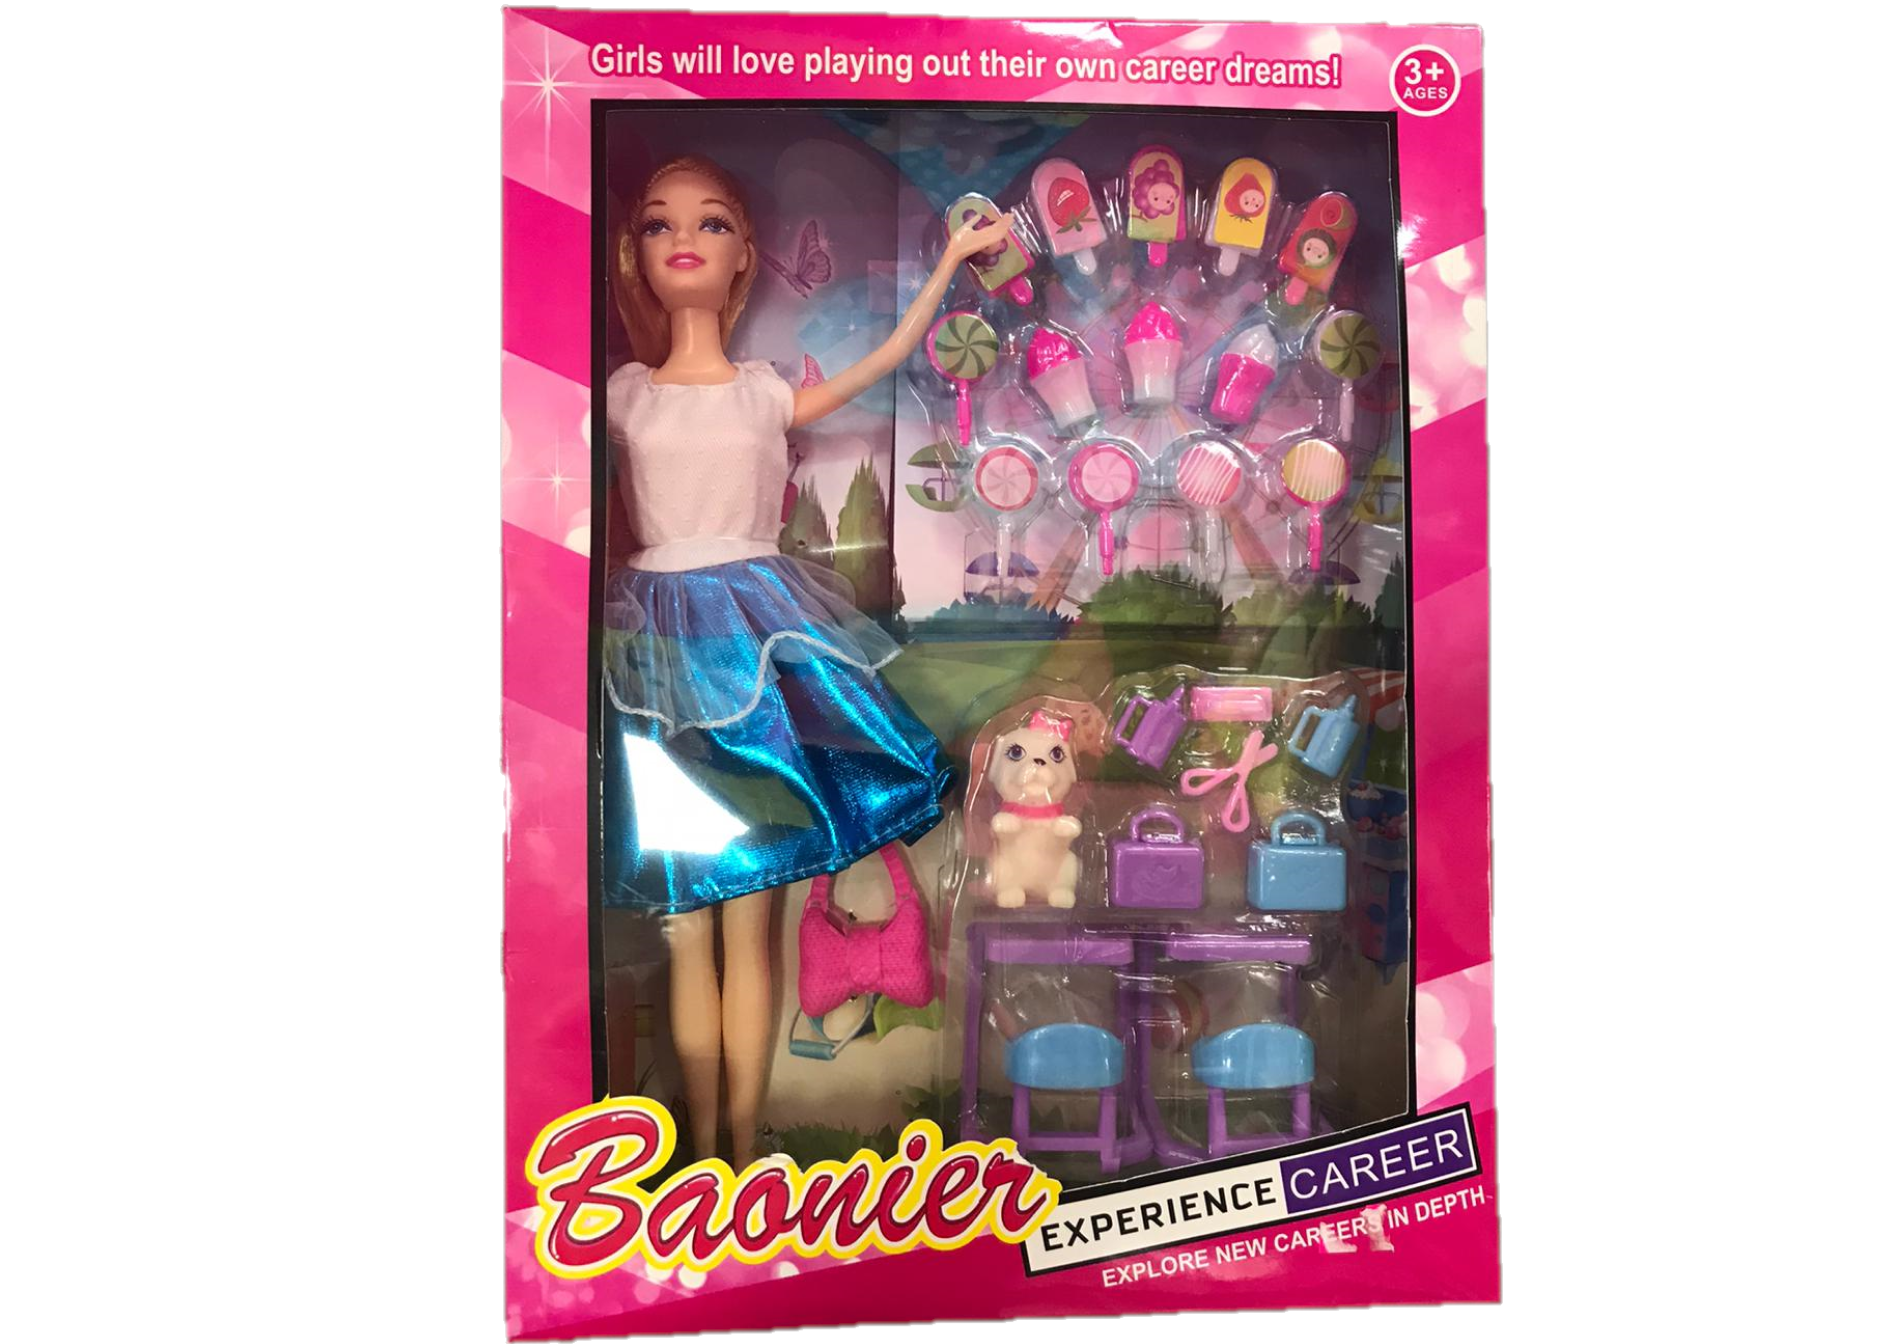 Girls will love playing out their own career dreams!
3+
AGES
Baonier
EXPERIENCE CAREER
EXPLORE NEW CAREERS IN DEPTH